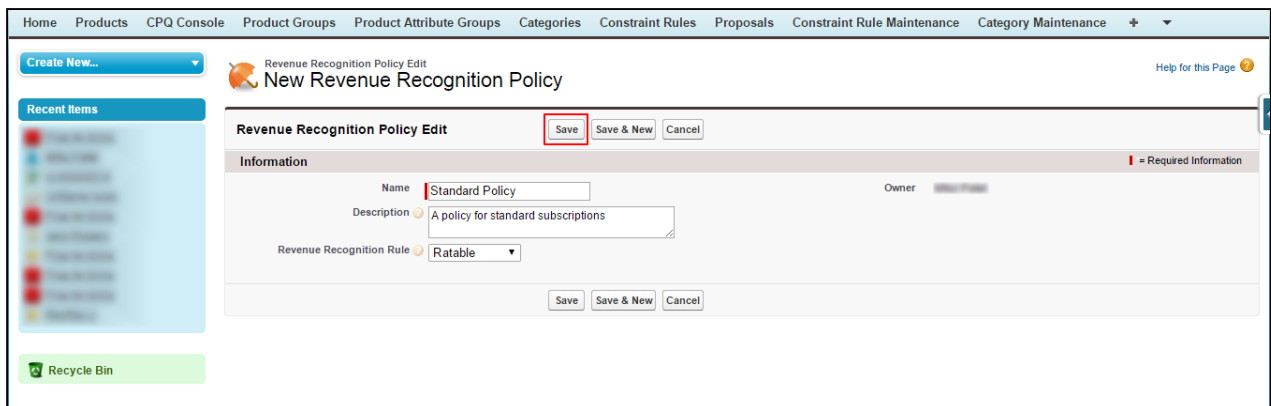 Home Products CPQ Console Product Groups Product Attribute Groups Categories Constraint Rules Proposals Constraint Rule Maintenance Category Maintenance +
Create New...
Revenue Recognition Policy Edit
New Revenue Recognition Policy
Help for this Page ?
Recent Items
Revenue Recognition Policy Edit Save Save & New Cancel
Information = Required Information
Name Standard Policy Owner
Description A policy for standard subscriptions
Revenue Recognition Rule Ratable
Save Save & New Cancel
Recycle Bin